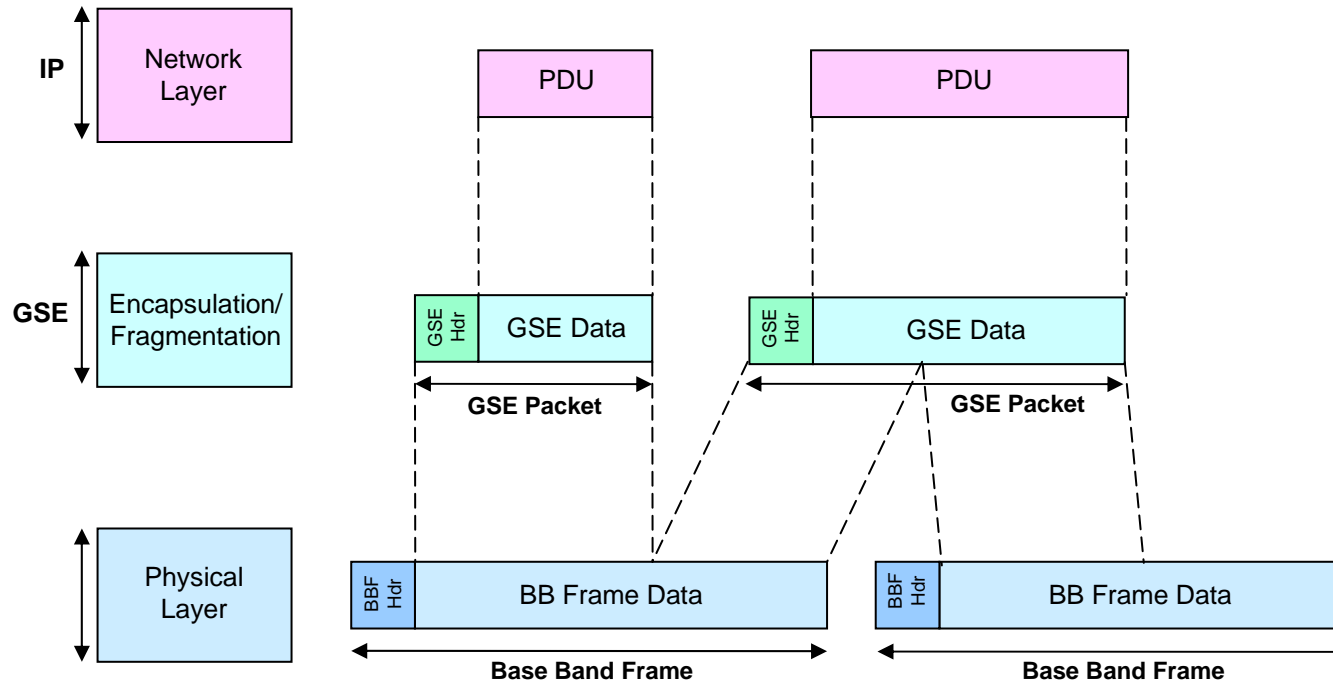 IP
Network
Layer
PDU
PDU
GSE
Encapsulation/
Fragmentation
GSE
Hdr
GSE Data
GSE
Hdr
GSE Data
GSE Packet
GSE Packet
Physical
Layer
BBF
Hdr
BB Frame Data
BBF
Hdr
BB Frame Data
Base Band Frame
Base Band Frame